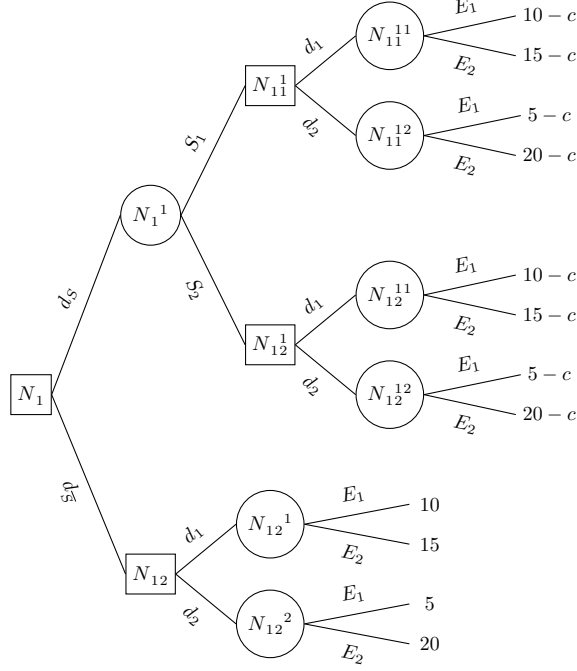 E₁ 10 − c
N₁₁¹¹
d₁ E₂ 15 − c
N₁₁¹
d₂ E₁ 5 − c
N₁₁¹²
E₂ 20 − c
S₁
N₁¹
S₂
E₁ 10 − c
N₁₂¹¹
d₁ E₂ 15 − c
N₁₂¹
d₂ E₁ 5 − c
N₁₂¹²
E₂ 20 − c
d_S
N₁
d_S̅
E₁ 10
N₁₂¹
d₁ E₂ 15
N₁₂
d₂ E₁ 5
N₁₂²
E₂ 20